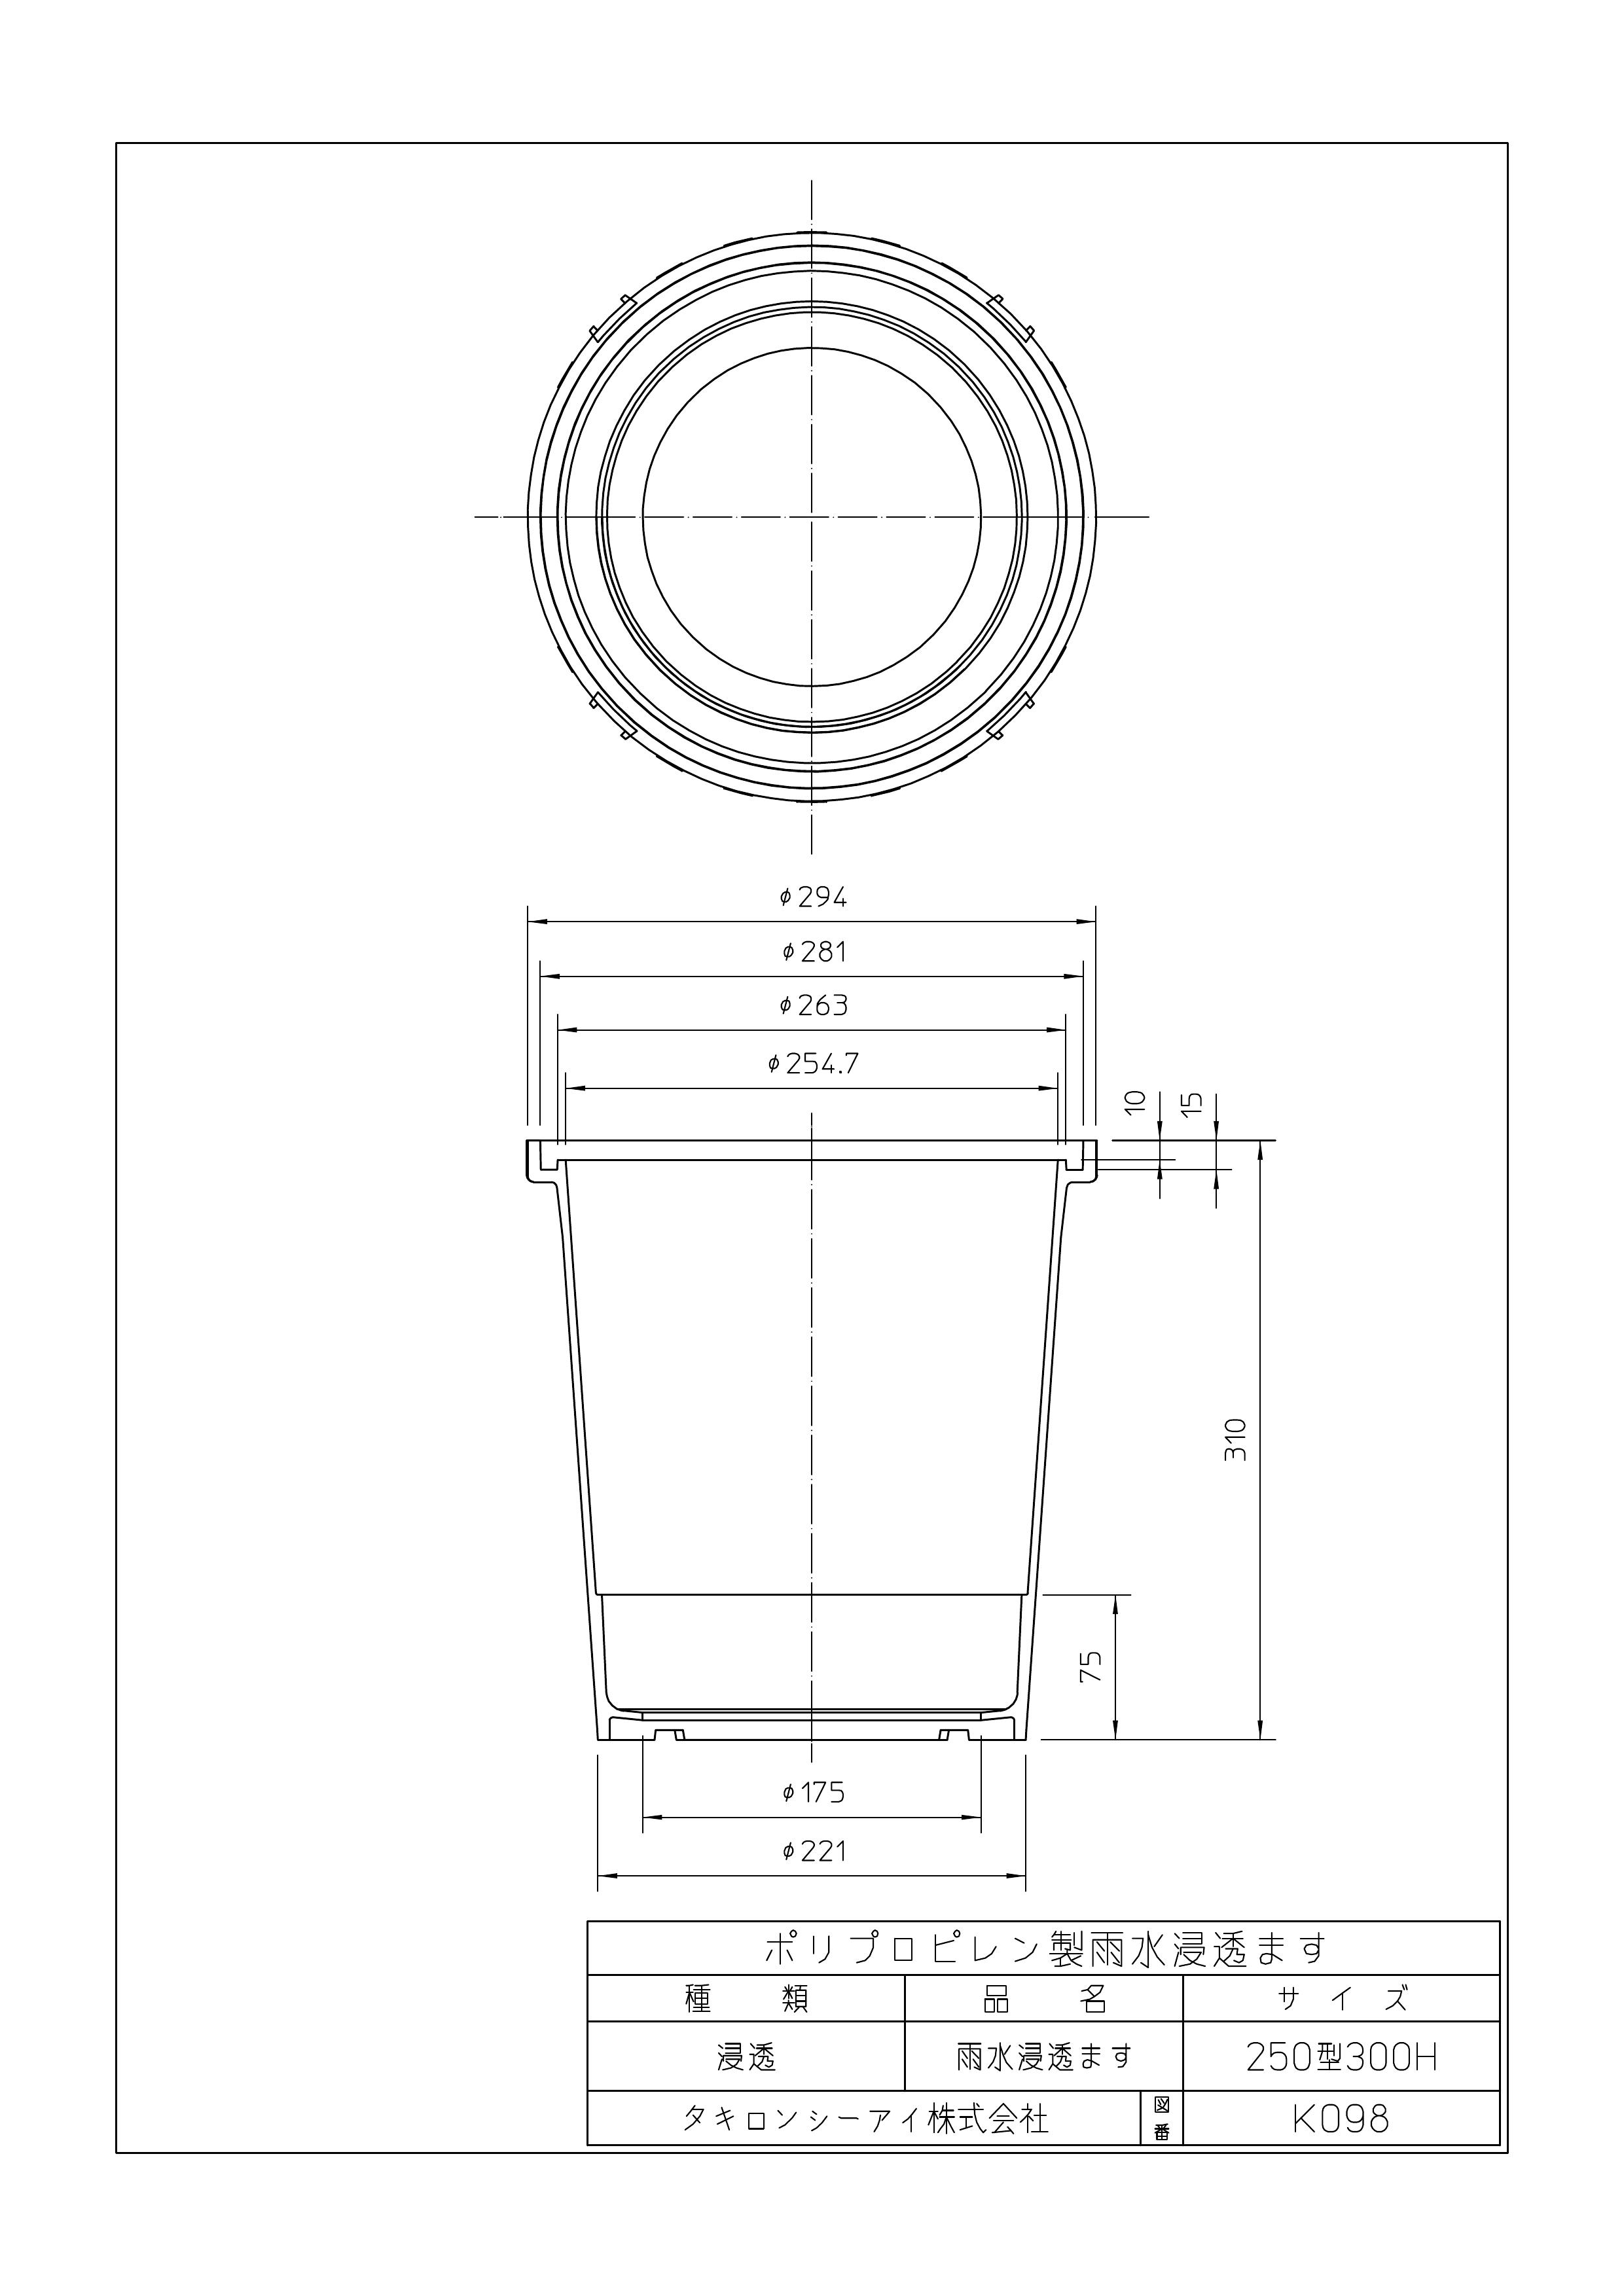 φ294
φ281
φ263
φ254.7
10
15
310
75
φ175
φ221
ポリプロピレン製雨水浸透ます
種 類 品 名 サ イ ズ
浸透 雨水浸透ます 250型300H
タキロンシーアイ株式会社 図番 K098